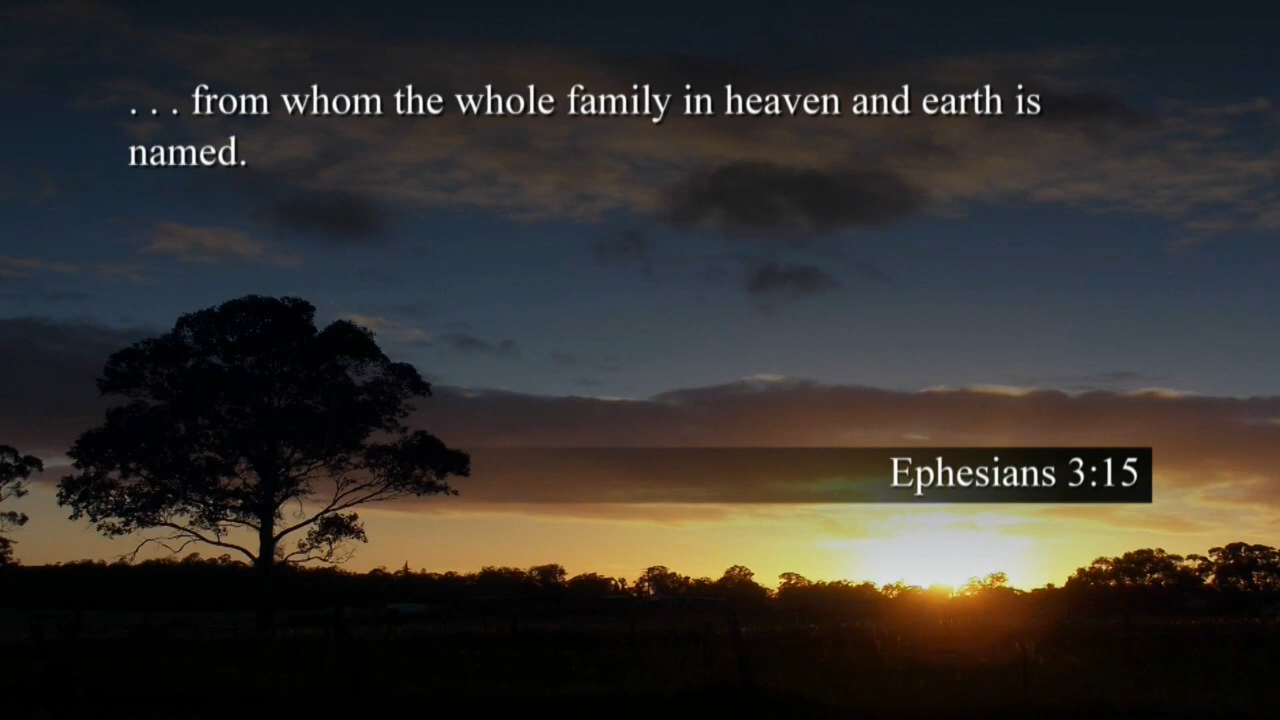 . . . from whom the whole family in heaven and earth is
named.
Ephesians 3:15